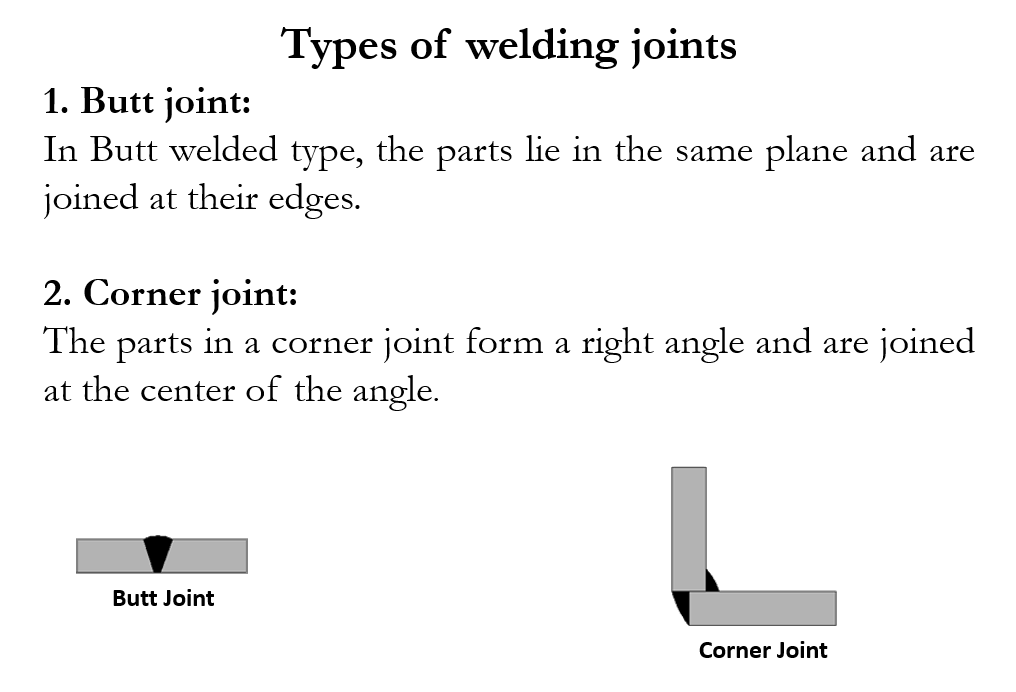 Types of welding joints
1. Butt joint:
In Butt welded type, the parts lie in the same plane and are
joined at their edges.
2. Corner joint:
The parts in a corner joint form a right angle and are joined
at the center of the angle.
Butt Joint
Corner Joint